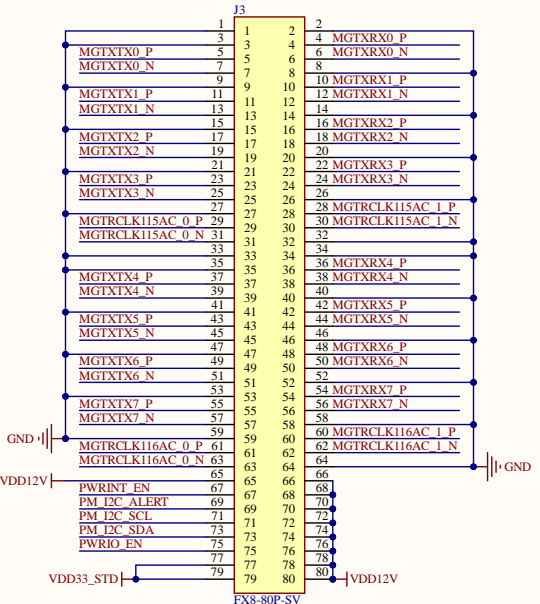 J3
1 1 2 2
3 3 4 4 MGTXRX0_P
MGTXTX0_P 5 5 6 6 MGTXRX0_N
MGTXTX0_N 7 7 8 8
9 9 10 10 MGTXRX1_P
MGTXTX1_P 11 11 12 12 MGTXRX1_N
MGTXTX1_N 13 13 14 14
15 15 16 16 MGTXRX2_P
MGTXTX2_P 17 17 18 18 MGTXRX2_N
MGTXTX2_N 19 19 20 20
21 21 22 22 MGTXRX3_P
MGTXTX3_P 23 23 24 24 MGTXRX3_N
MGTXTX3_N 25 25 26 26
27 27 28 28 MGTRCLK115AC_1_P
MGTRCLK115AC_0_P 29 29 30 30 MGTRCLK115AC_1_N
MGTRCLK115AC_0_N 31 31 32 32
33 33 34 34
35 35 36 36 MGTXRX4_P
MGTXTX4_P 37 37 38 38 MGTXRX4_N
MGTXTX4_N 39 39 40 40
41 41 42 42 MGTXRX5_P
MGTXTX5_P 43 43 44 44 MGTXRX5_N
MGTXTX5_N 45 45 46 46
47 47 48 48 MGTXRX6_P
MGTXTX6_P 49 49 50 50 MGTXRX6_N
MGTXTX6_N 51 51 52 52
53 53 54 54 MGTXRX7_P
MGTXTX7_P 55 55 56 56 MGTXRX7_N
MGTXTX7_N 57 57 58 58
GND 59 59 60 60 MGTRCLK116AC_1_P
MGTRCLK116AC_0_P 61 61 62 62 MGTRCLK116AC_1_N
MGTRCLK116AC_0_N 63 63 64 64 GND
VDD12V 65 65 66 66
PWRINT_EN 67 67 68 68
PM_I2C_ALERT 69 69 70 70
PM_I2C_SCL 71 71 72 72
PM_I2C_SDA 73 73 74 74
PWRIO_EN 75 75 76 76
77 77 78 78
VDD33_STD 79 79 80 80 VDD12V
FX8-80P-SV